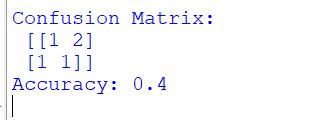 Confusion Matrix:
 [[1 2]
 [1 1]]
Accuracy: 0.4